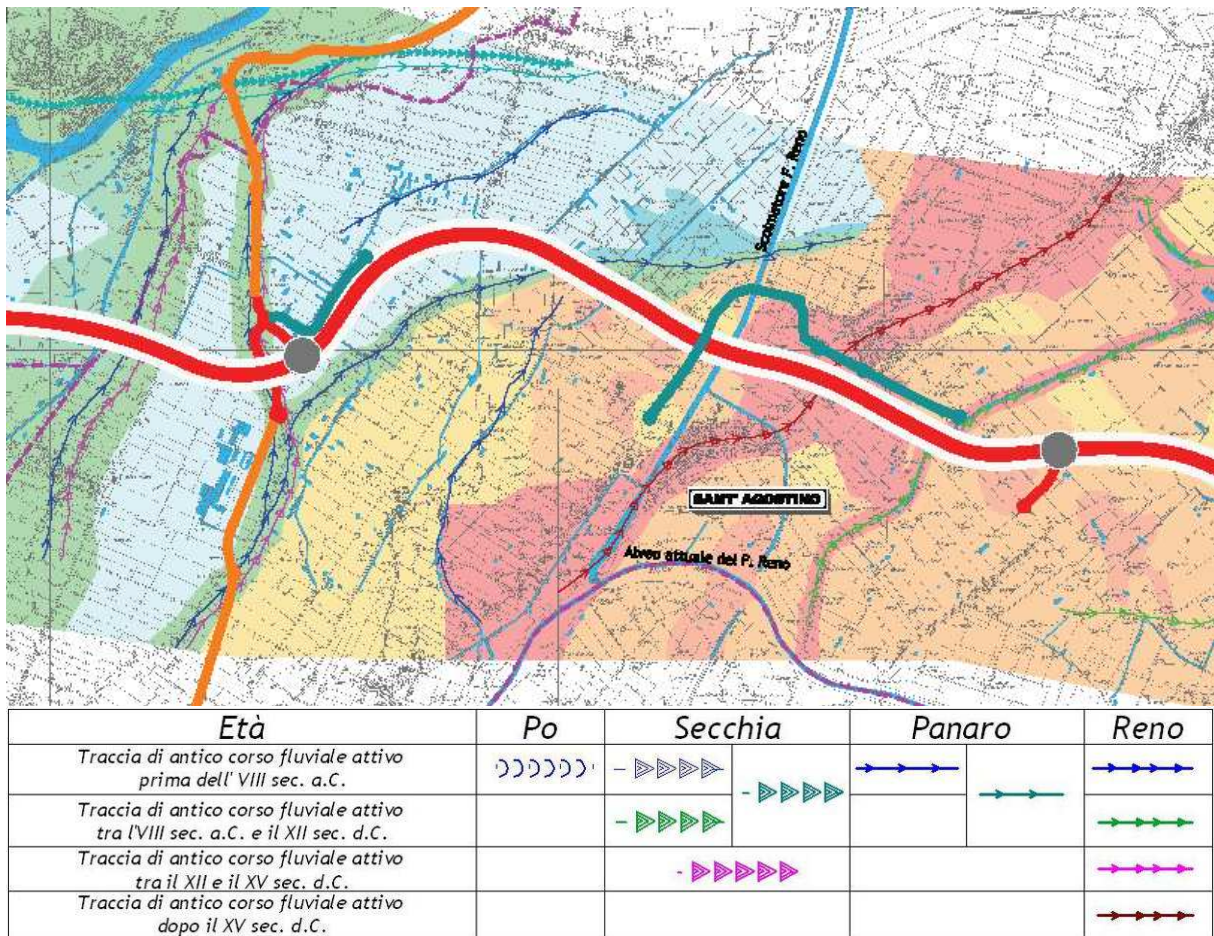 Scolmatore F. Reno
SANT' AGOSTINO
Alveo attuale del F. Reno
Età
Po
Secchia
Panaro
Reno
Traccia di antico corso fluviale attivo
prima dell' VIII sec. a.C.
Traccia di antico corso fluviale attivo
tra l'VIII sec. a.C. e il XII sec. d.C.
Traccia di antico corso fluviale attivo
tra il XII e il XV sec. d.C.
Traccia di antico corso fluviale attivo
dopo il XV sec. d.C.